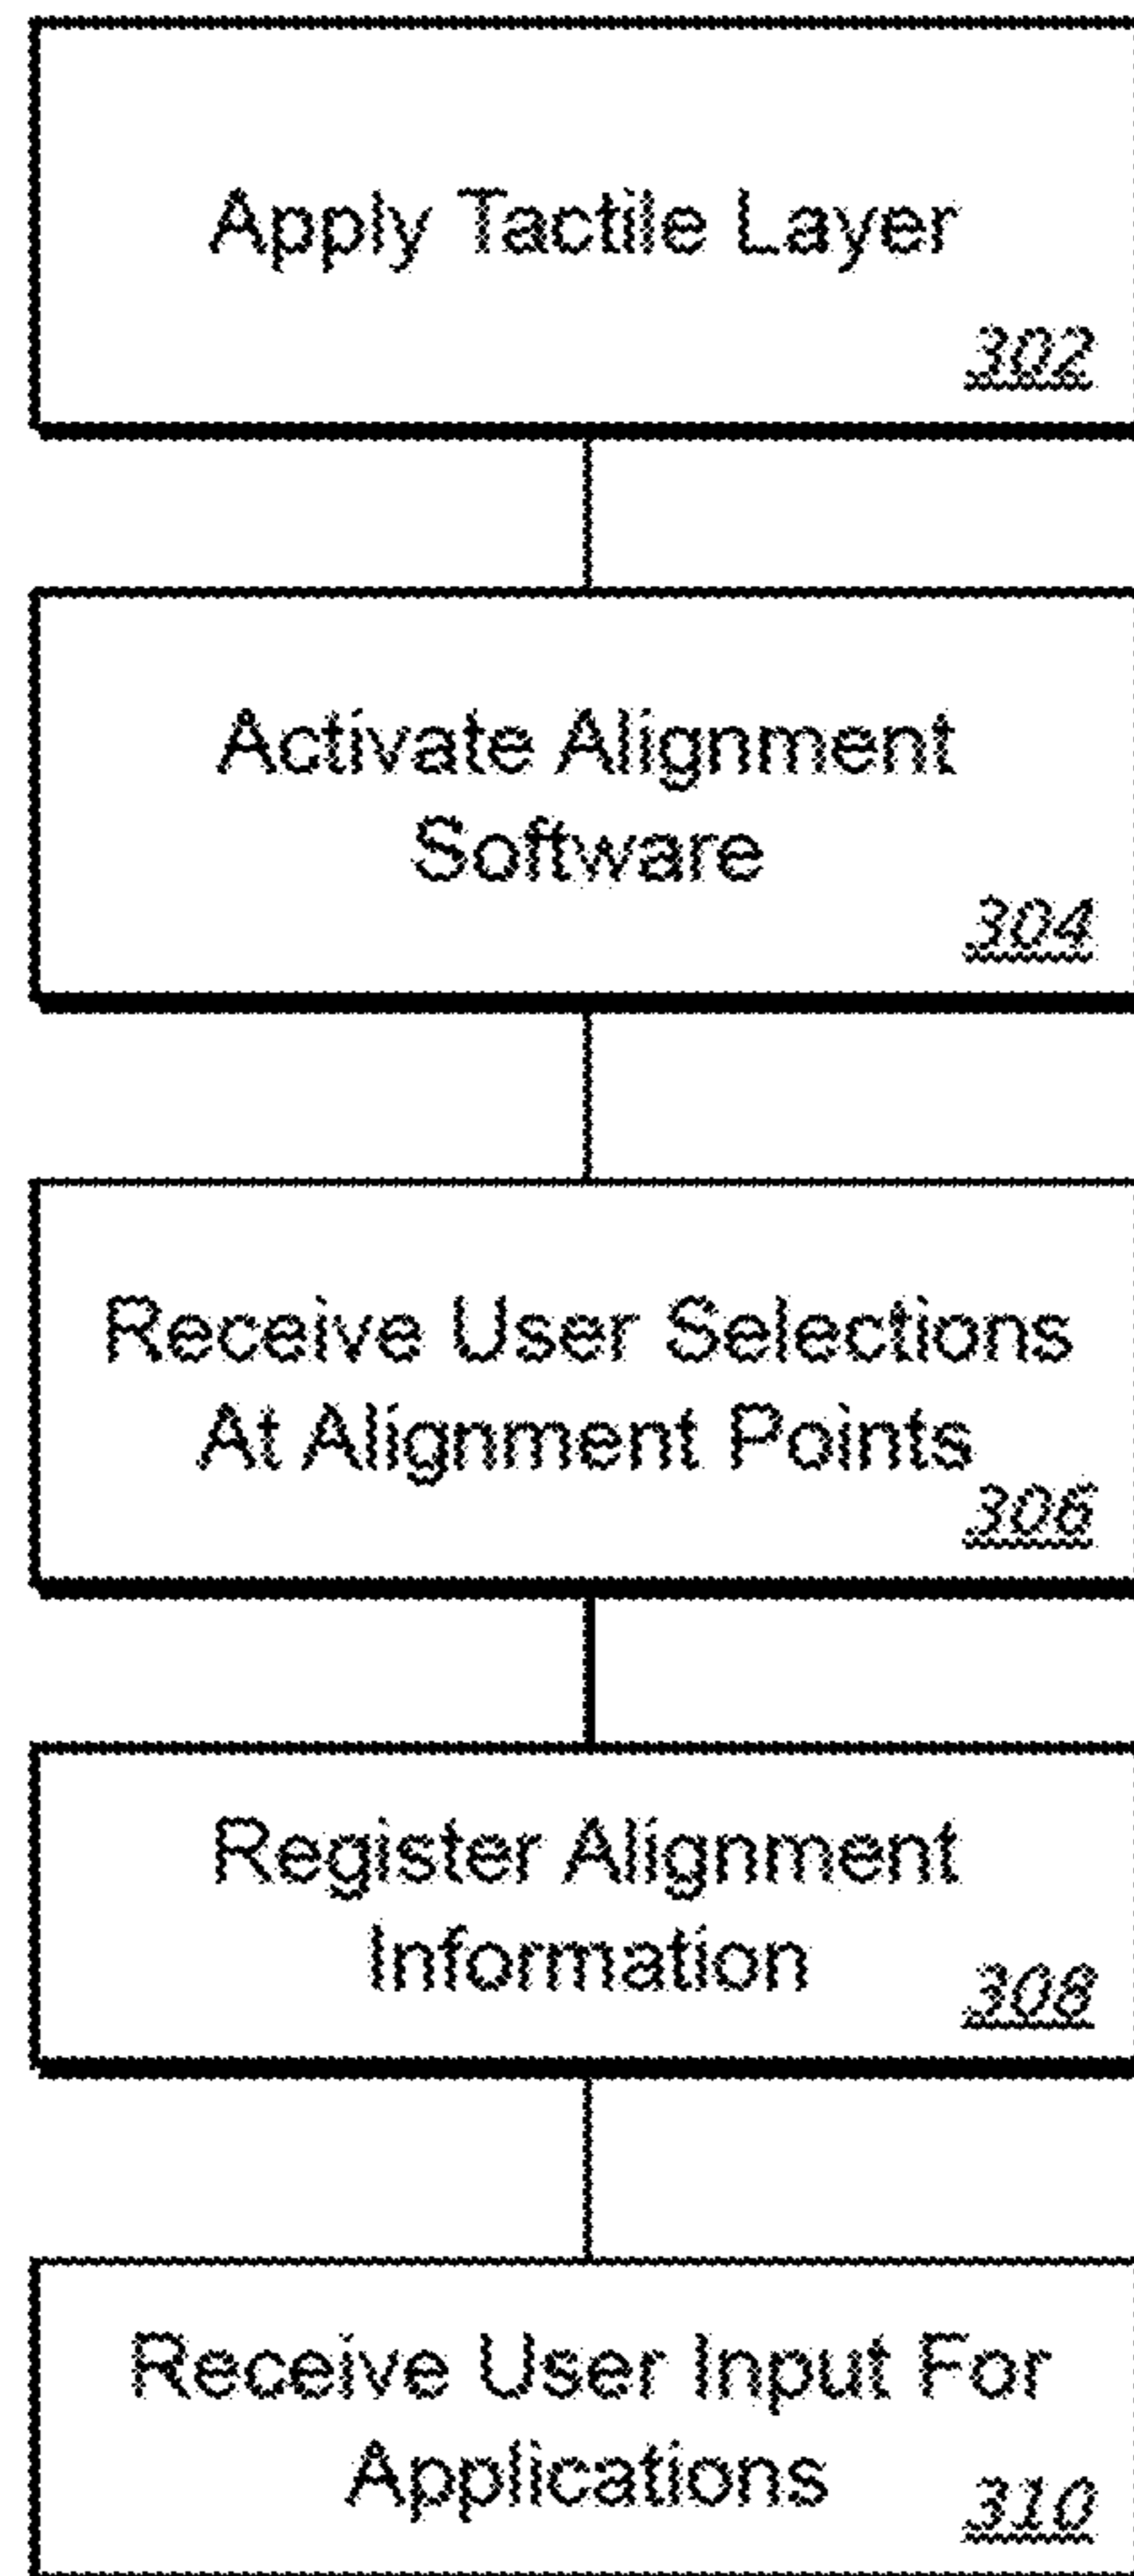 Apply Tactile Layer
302
Activate Alignment
Software
304
Receive User Selections
At Alignment Points
306
Register Alignment
Information
308
Receive User Input For
Applications
310